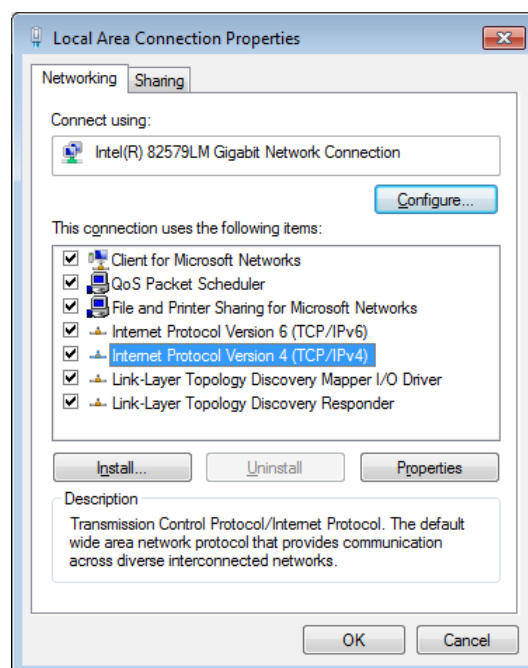 Local Area Connection Properties
Networking
Sharing
Connect using:
Intel(R) 82579LM Gigabit Network Connection
Configure...
This connection uses the following items:
Client for Microsoft Networks
QoS Packet Scheduler
File and Printer Sharing for Microsoft Networks
Internet Protocol Version 6 (TCP/IPv6)
Internet Protocol Version 4 (TCP/IPv4)
Link-Layer Topology Discovery Mapper I/O Driver
Link-Layer Topology Discovery Responder
Install...
Uninstall
Properties
Description
Transmission Control Protocol/Internet Protocol. The default
wide area network protocol that provides communication
across diverse interconnected networks.
OK
Cancel